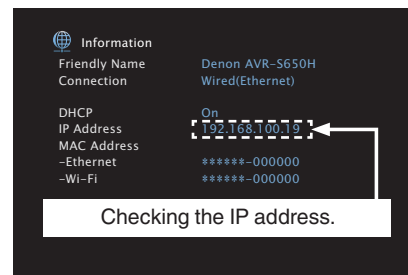 Information
Friendly Name Denon AVR-S650H
Connection Wired(Ethernet)
DHCP On
IP Address 192.168.100.19
MAC Address
-Ethernet ******-000000
-Wi-Fi ******-000000
Checking the IP address.